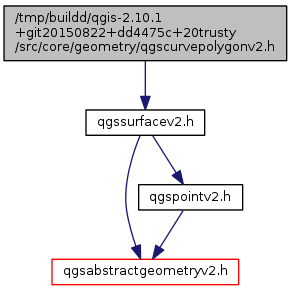 /tmp/buildd/qgis-2.10.1
+git20150822+dd4475c+20trusty
/src/core/geometry/qgscurvepolygonv2.h
qgssurfacev2.h
qgspointv2.h
qgsabstractgeometryv2.h